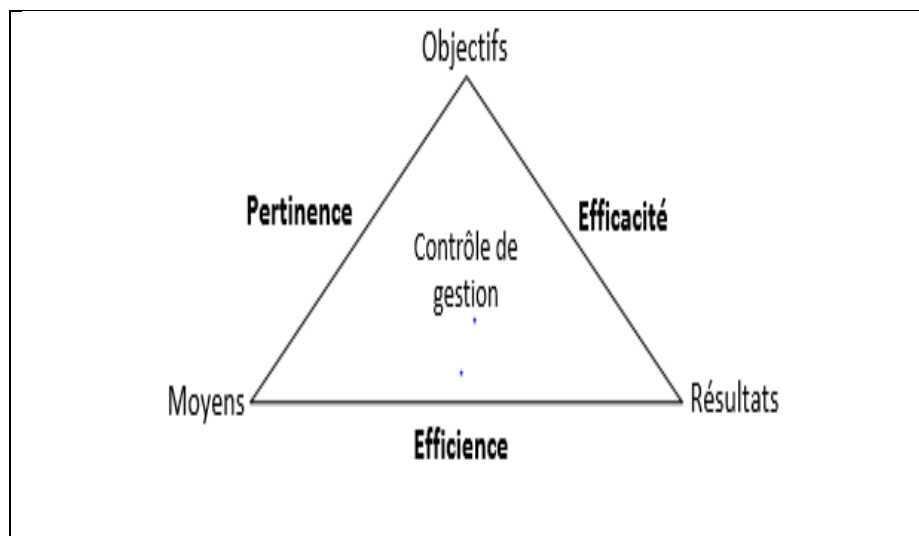 Objectifs
Pertinence
Efficacité
Contrôle de
gestion
Moyens
Résultats
Efficience